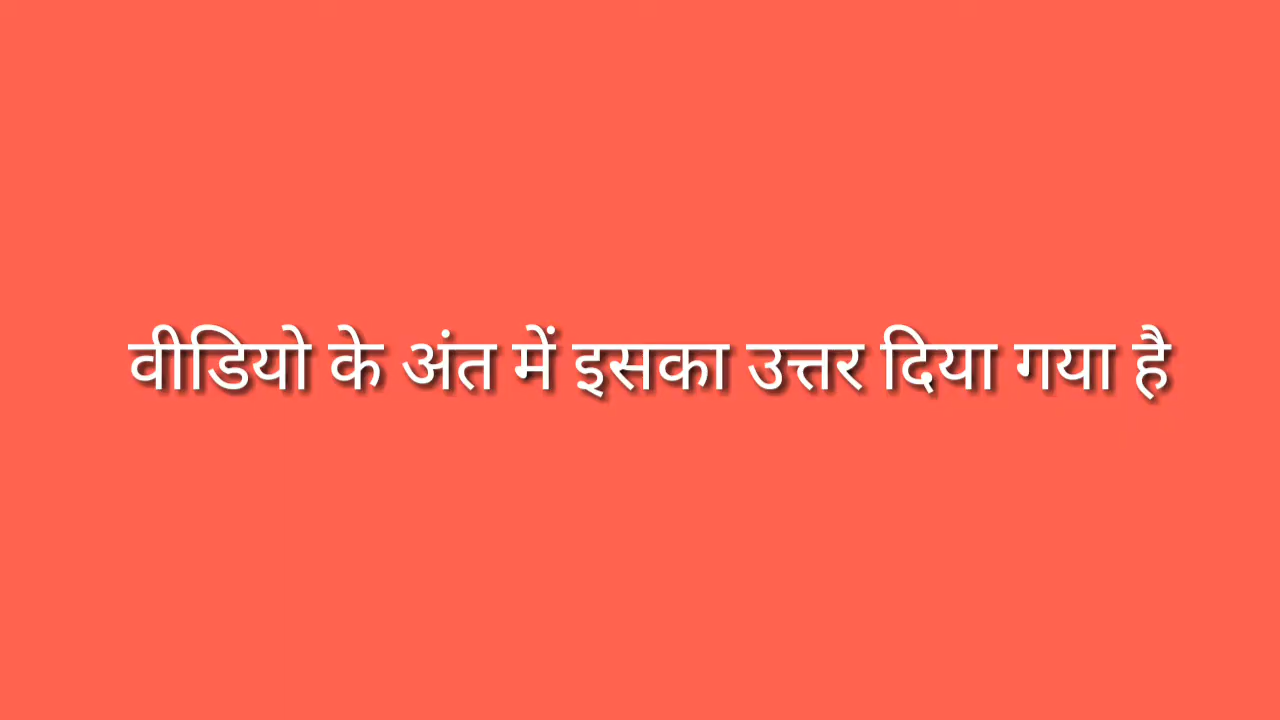 वीडियो के अंत में इसका उत्तर दिया गया है